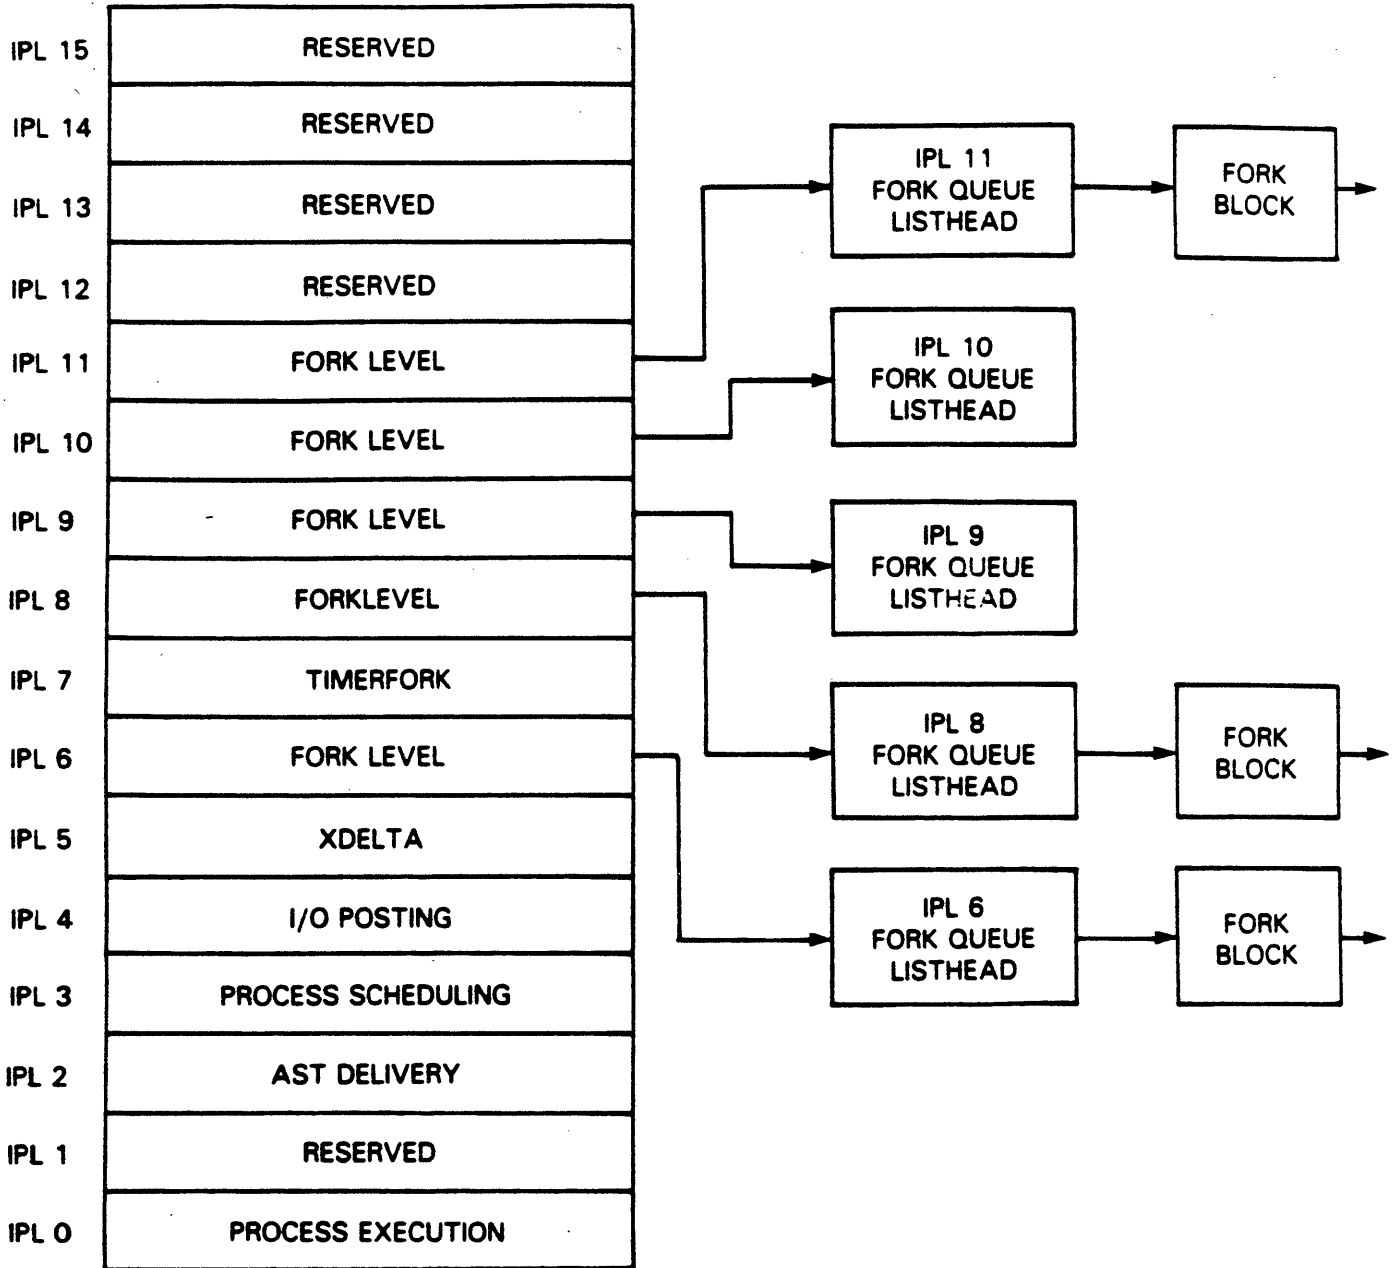 IPL 15 RESERVED
IPL 14 RESERVED
IPL 13 RESERVED
IPL 12 RESERVED
IPL 11 FORK LEVEL
IPL 10 FORK LEVEL
IPL 9 FORK LEVEL
IPL 8 FORKLEVEL
IPL 7 TIMERFORK
IPL 6 FORK LEVEL
IPL 5 XDELTA
IPL 4 I/O POSTING
IPL 3 PROCESS SCHEDULING
IPL 2 AST DELIVERY
IPL 1 RESERVED
IPL 0 PROCESS EXECUTION
IPL 11
FORK QUEUE
LISTHEAD
FORK
BLOCK
IPL 10
FORK QUEUE
LISTHEAD
IPL 9
FORK QUEUE
LISTHEAD
IPL 8
FORK QUEUE
LISTHEAD
FORK
BLOCK
IPL 6
FORK QUEUE
LISTHEAD
FORK
BLOCK